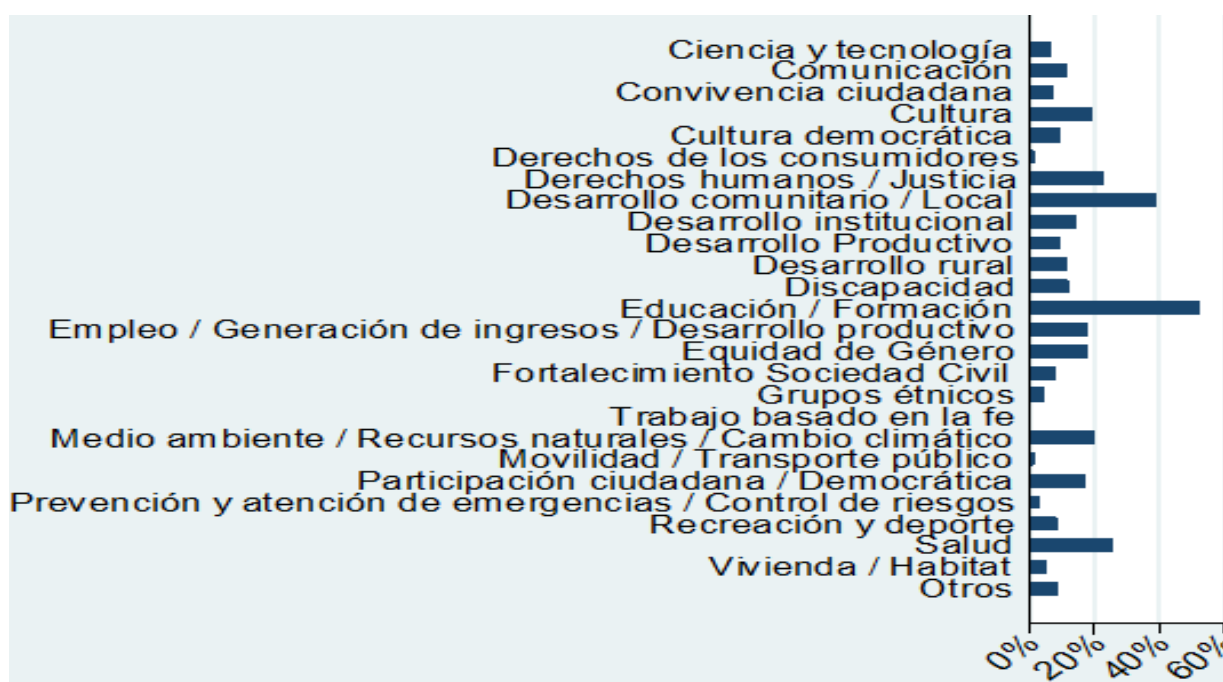 Ciencia y tecnología
Comunicación
Convivencia ciudadana
Cultura
Cultura democrática
Derechos de los consumidores
Derechos humanos / Justicia
Desarrollo comunitario / Local
Desarrollo institucional
Desarrollo Productivo
Desarrollo rural
Discapacidad
Educación / Formación
Empleo / Generación de ingresos / Desarrollo productivo
Equidad de Género
Fortalecimiento Sociedad Civil
Grupos étnicos
Trabajo basado en la fe
Medio ambiente / Recursos naturales / Cambio climático
Movilidad / Transporte público
Participación ciudadana / Democrática
Prevención y atención de emergencias / Control de riesgos
Recreación y deporte
Salud
Vivienda / Habitat
Otros
0% 20% 40% 60%